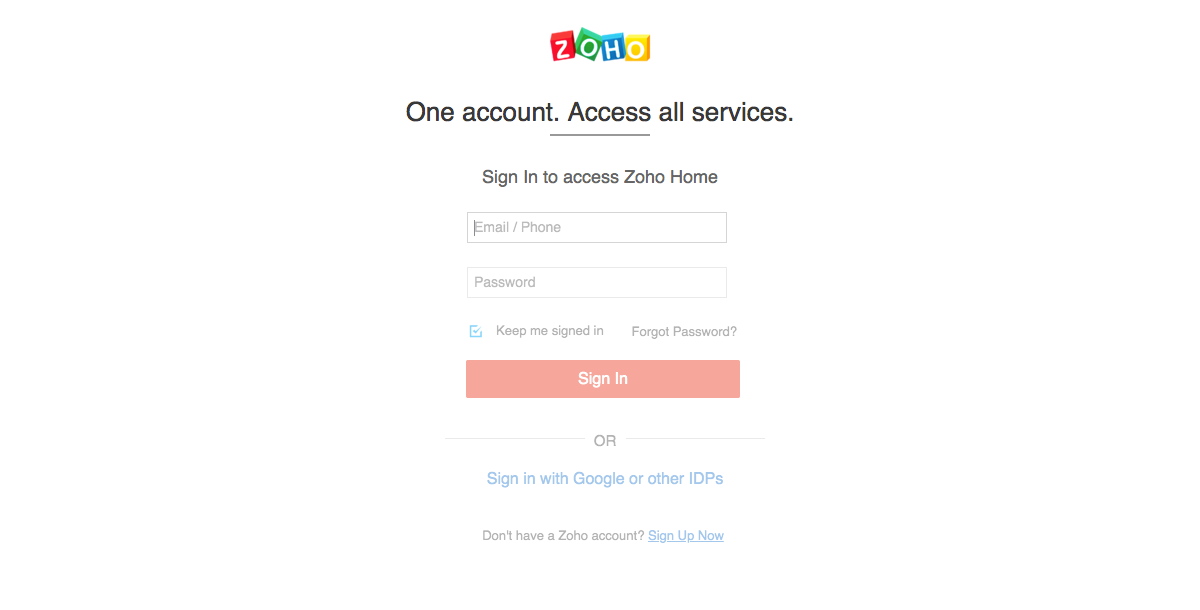 ZOHO
One account. Access all services.
Sign In to access Zoho Home
Email / Phone
Password
Keep me signed in Forgot Password?
Sign In
OR
Sign in with Google or other IDPs
Don't have a Zoho account? Sign Up Now